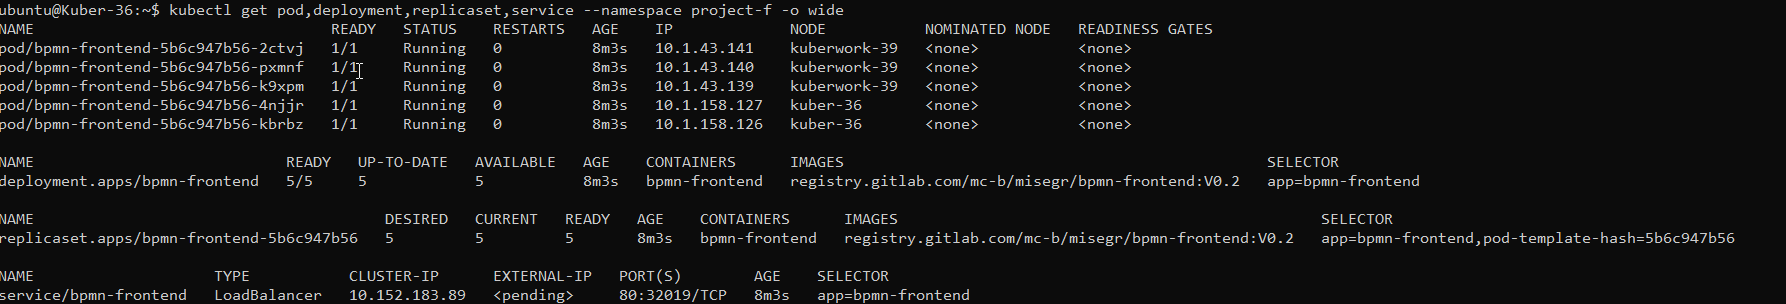 ubuntu@Kuber-36:~$ kubectl get pod,deployment,replicaset,service --namespace project-f -o wide
NAME READY STATUS RESTARTS AGE IP NODE NOMINATED NODE READINESS GATES
pod/bpmn-frontend-5b6c947b56-2ctvj 1/1 Running 0 8m3s 10.1.43.141 kuberwork-39 <none> <none>
pod/bpmn-frontend-5b6c947b56-pxmnf 1/1 Running 0 8m3s 10.1.43.140 kuberwork-39 <none> <none>
pod/bpmn-frontend-5b6c947b56-k9xpm 1/1 Running 0 8m3s 10.1.43.139 kuberwork-39 <none> <none>
pod/bpmn-frontend-5b6c947b56-4njjr 1/1 Running 0 8m3s 10.1.158.127 kuber-36 <none> <none>
pod/bpmn-frontend-5b6c947b56-kbrbz 1/1 Running 0 8m3s 10.1.158.126 kuber-36 <none> <none>
NAME READY UP-TO-DATE AVAILABLE AGE CONTAINERS IMAGES SELECTOR
deployment.apps/bpmn-frontend 5/5 5 5 8m3s bpmn-frontend registry.gitlab.com/mc-b/misegr/bpmn-frontend:V0.2 app=bpmn-frontend
NAME DESIRED CURRENT READY AGE CONTAINERS IMAGES SELECTOR
replicaset.apps/bpmn-frontend-5b6c947b56 5 5 5 8m3s bpmn-frontend registry.gitlab.com/mc-b/misegr/bpmn-frontend:V0.2 app=bpmn-frontend,pod-template-hash=5b6c947b56
NAME TYPE CLUSTER-IP EXTERNAL-IP PORT(S) AGE SELECTOR
service/bpmn-frontend LoadBalancer 10.152.183.89 <pending> 80:32019/TCP 8m3s app=bpmn-frontend